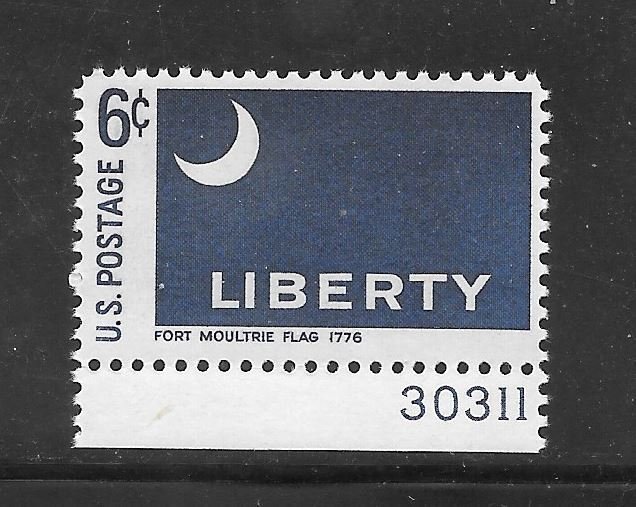 6¢
U.S. POSTAGE
LIBERTY
FORT MOULTRIE FLAG 1776
30311